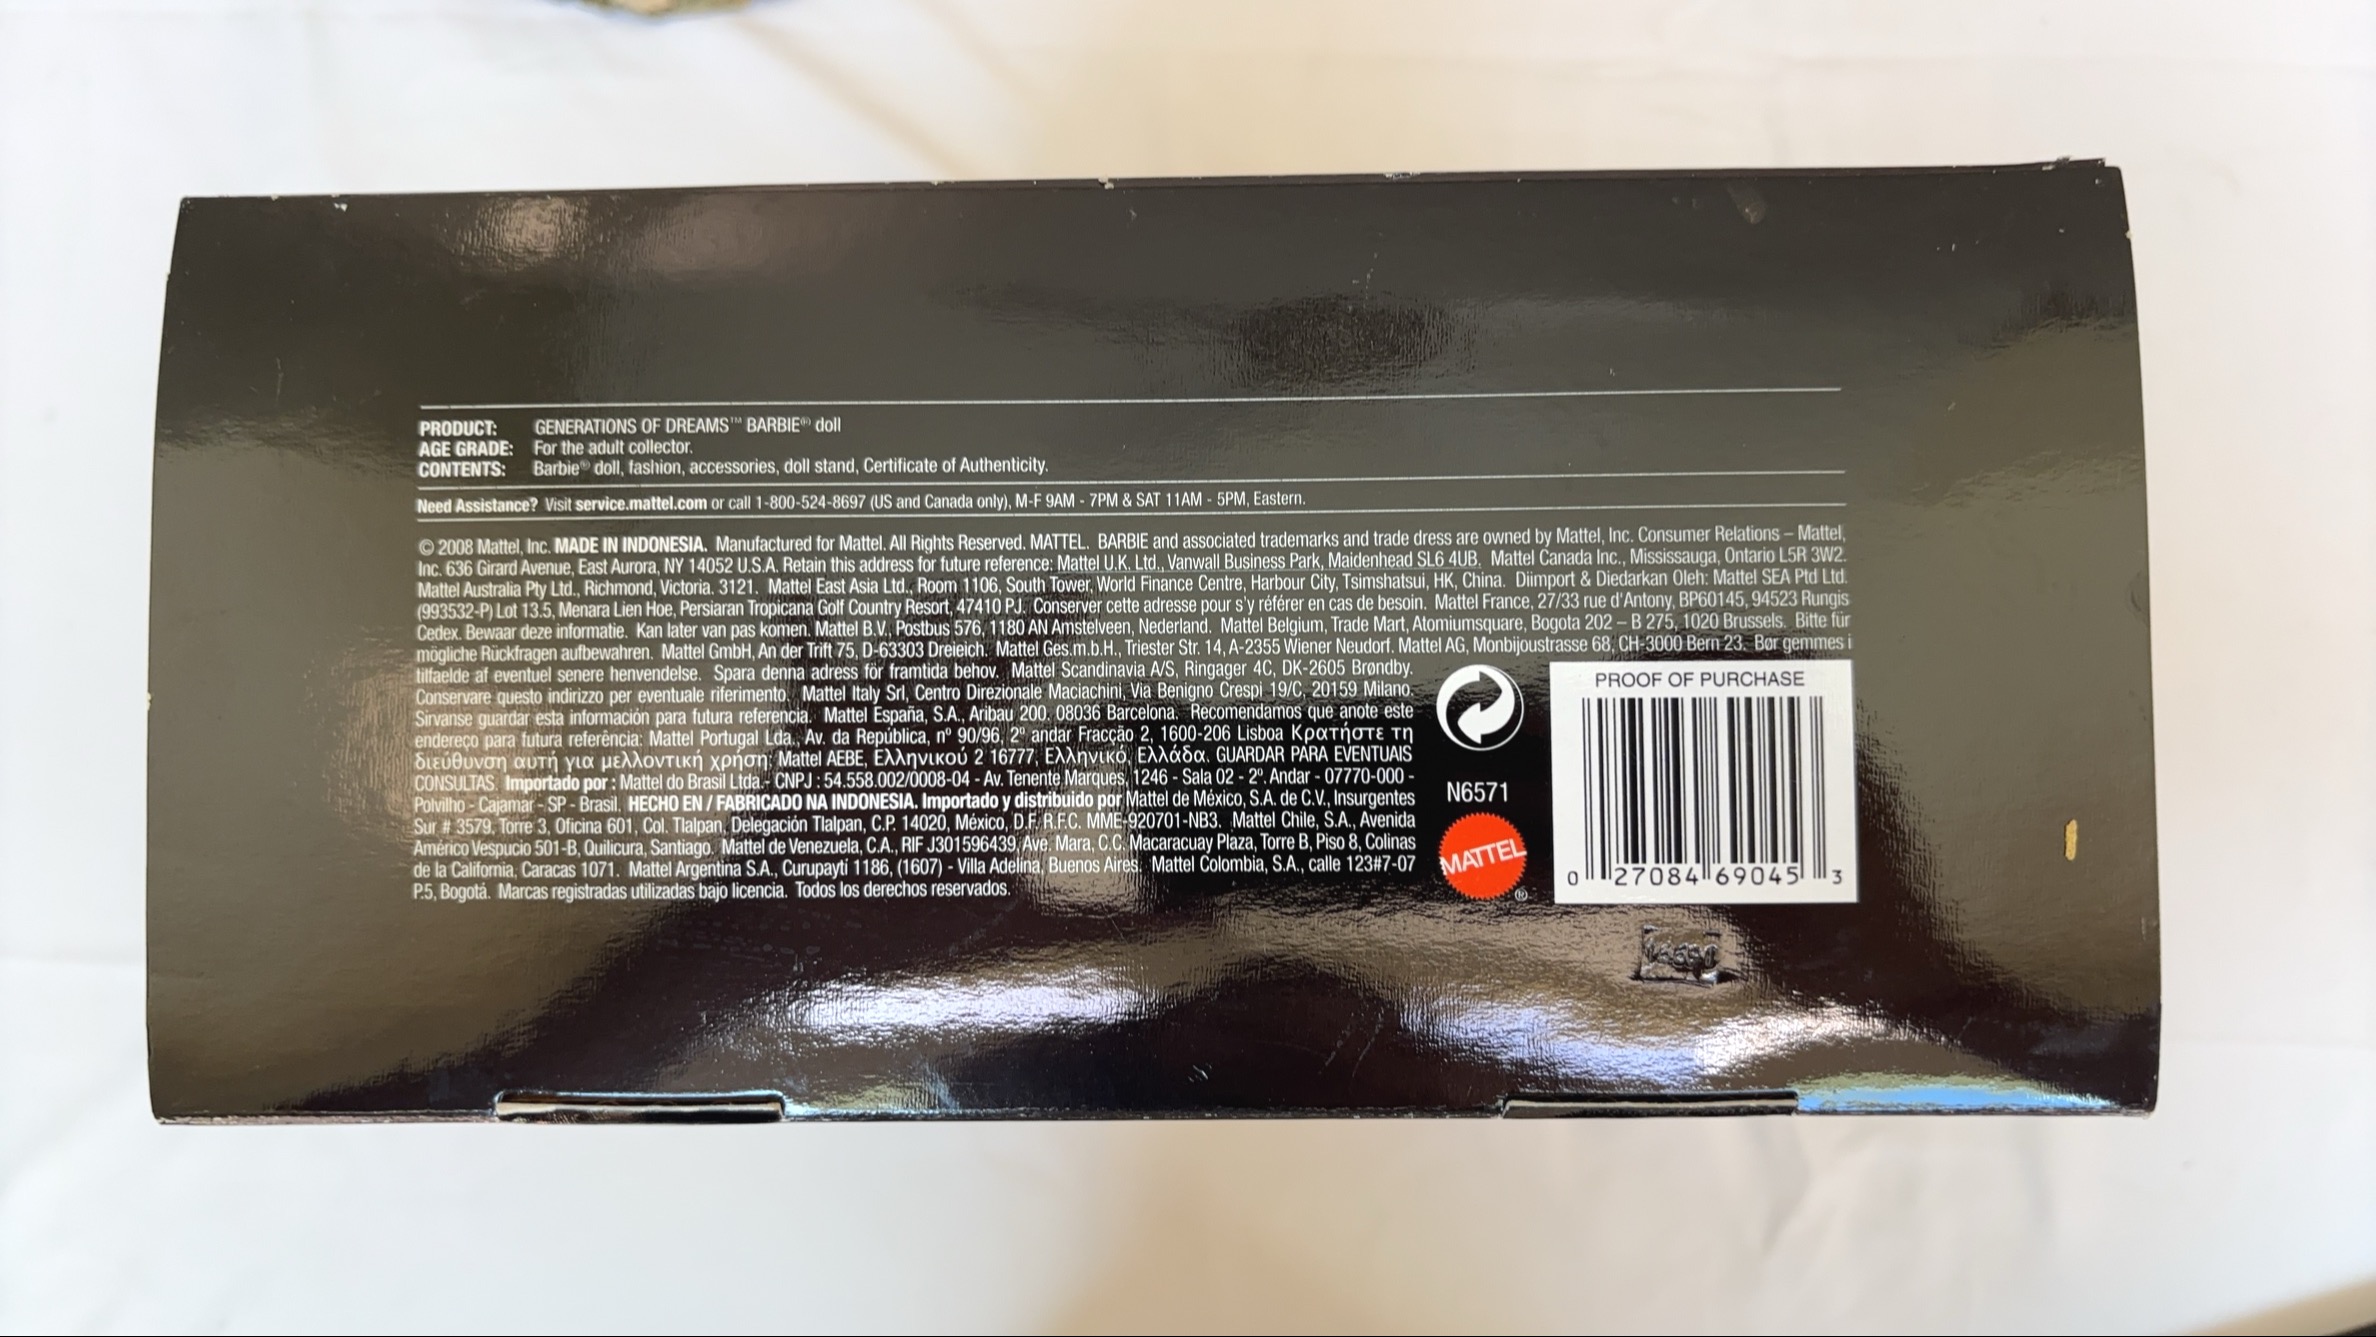 PRODUCT: GENERATIONS OF DREAMS™ BARBIE® doll
AGE GRADE: For the adult collector.
CONTENTS: Barbie® doll, fashion, accessories, doll stand, Certificate of Authenticity.
Need Assistance? Visit service.mattel.com or call 1-800-524-8697 (US and Canada only), M-F 9AM - 7PM & SAT 11AM - 5PM, Eastern.
© 2008 Mattel, Inc. MADE IN INDONESIA. Manufactured for Mattel. All Rights Reserved. MATTEL. BARBIE and associated trademarks and trade dress are owned by Mattel, Inc. Consumer Relations – Mattel,
Inc. 636 Girard Avenue, East Aurora, NY 14052 U.S.A. Retain this address for future reference: Mattel U.K. Ltd., Vanwall Business Park, Maidenhead SL6 4UB. Mattel Canada Inc., Mississauga, Ontario L5R 3W2.
Mattel Australia Pty Ltd., Richmond, Victoria. 3121. Mattel East Asia Ltd., Room 1106, South Tower, World Finance Centre, Harbour City, Tsimshatsui, HK, China. Diimport & Diedarkan Oleh: Mattel SEA Ptd Ltd.
(993532-P) Lot 13.5, Menara Lien Hoe, Persiaran Tropicana Golf Country Resort, 47410 PJ. Conserver cette adresse pour s'y référer en cas de besoin. Mattel France, 27/33 rue d'Antony, BP60145, 94523 Rungis
Cedex. Bewaar deze informatie. Kan later van pas komen. Mattel B.V., Postbus 576, 1180 AN Amstelveen, Nederland. Mattel Belgium, Trade Mart, Atomiumsquare, Bogota 202 – B 275, 1020 Brussels. Bitte für
mögliche Rückfragen aufbewahren. Mattel GmbH, An der Trift 75, D-63303 Dreieich. Mattel Ges.m.b.H., Triester Str. 14, A-2355 Wiener Neudorf. Mattel AG, Monbijoustrasse 68, CH-3000 Bern 23. Bør gemmes i
tilfaelde af eventuel senere henvendelse. Spara denna adress för framtida behov. Mattel Scandinavia A/S, Ringager 4C, DK-2605 Brøndby.
Conservare questo indirizzo per eventuale riferimento. Mattel Italy Srl, Centro Direzionale Maciachini, Via Benigno Crespi 19/C, 20159 Milano.
Sirvanse guardar esta información para futura referencia. Mattel España, S.A., Aribau 200. 08036 Barcelona. Recomendamos que anote este
endereço para futura referência: Mattel Portugal Lda., Av. da República, nº 90/96, 2º andar Fracção 2, 1600-206 Lisboa Κρατήστε τη
διεύθυνση αυτή για μελλοντική χρήση: Mattel AEBE, Ελληνικού 2 16777, Ελληνικό, Ελλάδα. GUARDAR PARA EVENTUAIS
CONSULTAS. Importado por : Mattel do Brasil Ltda.- CNPJ : 54.558.002/0008-04 - Av. Tenente Marques, 1246 - Sala 02 - 2º. Andar - 07770-000 -
Polvilho - Cajamar - SP - Brasil. HECHO EN / FABRICADO NA INDONESIA. Importado y distribuido por Mattel de México, S.A. de C.V., Insurgentes
Sur # 3579, Torre 3, Oficina 601, Col. Tlalpan, Delegación Tlalpan, C.P. 14020, México, D.F. R.F.C. MME-920701-NB3. Mattel Chile, S.A., Avenida
Américo Vespucio 501-B, Quilicura, Santiago. Mattel de Venezuela, C.A., RIF J301596439, Ave. Mara, C.C. Macaracuay Plaza, Torre B, Piso 8, Colinas
de la California, Caracas 1071. Mattel Argentina S.A., Curupaytí 1186, (1607) - Villa Adelina, Buenos Aires. Mattel Colombia, S.A., calle 123#7-07
P.5, Bogotá. Marcas registradas utilizadas bajo licencia. Todos los derechos reservados.
N6571
MATTEL®
PROOF OF PURCHASE
0 27084 69045 3